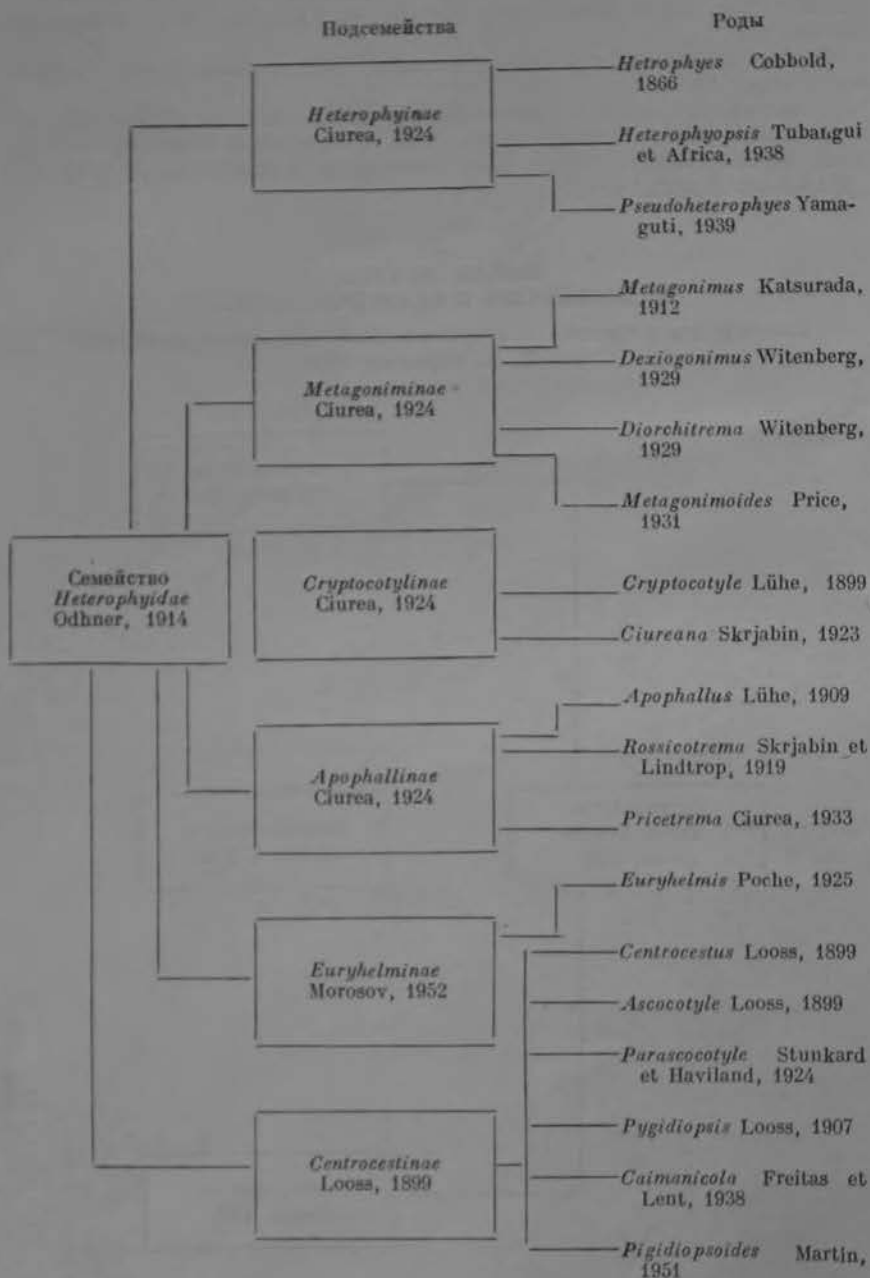 Подсемейства
Роды
Heterophyinae
Ciurea, 1924
Hetrophyes Cobbold,
1866
Heterophyopsis Tubangui
et Africa, 1938
Pseudoheterophyes Yama-
guti, 1939
Metagoniminae
Ciurea, 1924
Metagonimus Katsurada,
1912
Dexiogonimus Witenberg,
1929
Diorchitrema Witenberg,
1929
Metagonimoides Price,
1931
Семейство
Heterophyidae
Odhner, 1914
Cryptocotylinae
Ciurea, 1924
Cryptocotyle Lühe, 1899
Ciureana Skrjabin, 1923
Apophallinae
Ciurea, 1924
Apophallus Lühe, 1909
Rossicotrema Skrjabin et
Lindtrop, 1919
Pricetrema Ciurea, 1933
Euryhelminae
Morosov, 1952
Euryhelmis Poche, 1925
Centrocestinae
Looss, 1899
Centrocestus Looss, 1899
Ascocotyle Looss, 1899
Parascocotyle Stunkard
et Haviland, 1924
Pygidiopsis Looss, 1907
Caimanicola Freitas et
Lent, 1938
Pigidiopsoides Martin,
1951